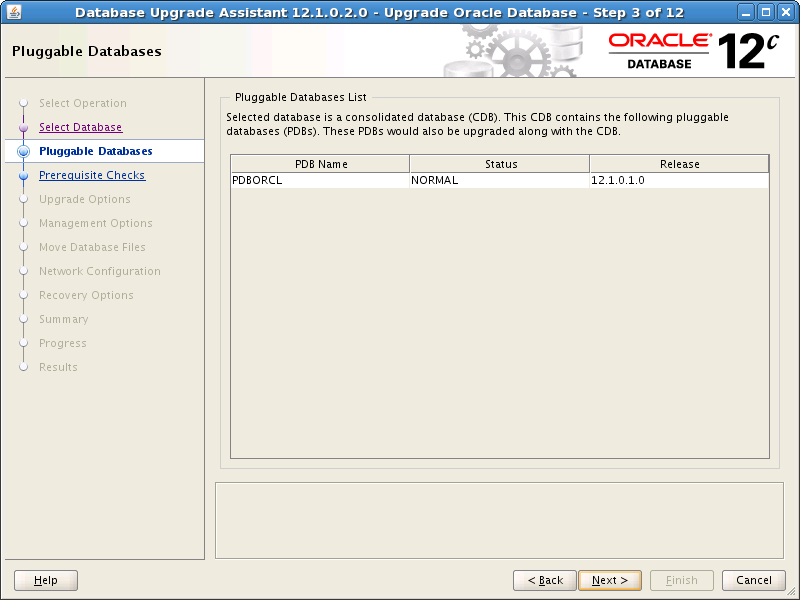 Database Upgrade Assistant 12.1.0.2.0 - Upgrade Oracle Database - Step 3 of 12
Pluggable Databases
ORACLE®
DATABASE
12c
Select Operation
Select Database
Pluggable Databases
Prerequisite Checks
Upgrade Options
Management Options
Move Database Files
Network Configuration
Recovery Options
Summary
Progress
Results
Pluggable Databases List
Selected database is a consolidated database (CDB). This CDB contains the following pluggable
databases (PDBs). These PDBs would also be upgraded along with the CDB.
PDB Name Status Release
PDBORCL NORMAL 12.1.0.1.0
Help
< Back
Next >
Finish
Cancel